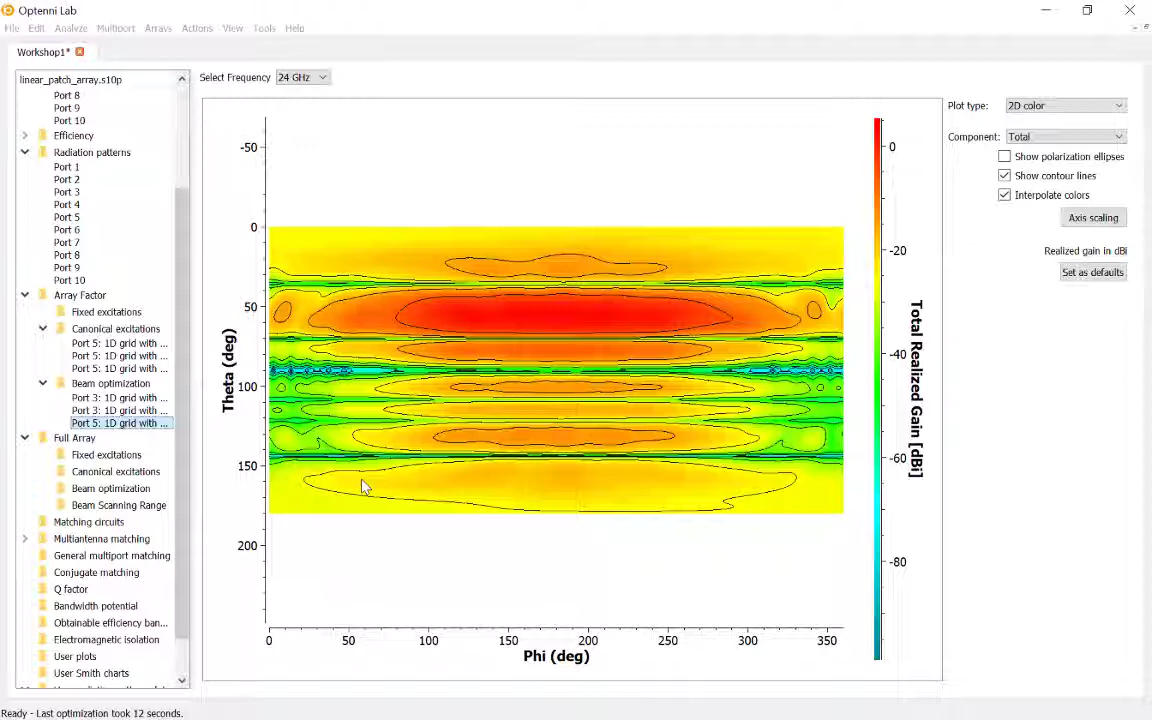 Optenni Lab
File Edit Analyze Multiport Arrays Actions View Tools Help
Workshop1*
linear_patch_array.s10p
Port 8
Port 9
Port 10
Efficiency
Radiation patterns
Port 1
Port 2
Port 3
Port 4
Port 5
Port 6
Port 7
Port 8
Port 9
Port 10
Array Factor
Fixed excitations
Canonical excitations
Port 5: 1D grid with ...
Port 5: 1D grid with ...
Port 5: 1D grid with ...
Beam optimization
Port 3: 1D grid with ...
Port 3: 1D grid with ...
Port 5: 1D grid with ...
Full Array
Fixed excitations
Canonical excitations
Beam optimization
Beam Scanning Range
Matching circuits
Multiantenna matching
General multiport matching
Conjugate matching
Q factor
Bandwidth potential
Obtainable efficiency ban...
Electromagnetic isolation
User plots
User Smith charts
Select Frequency 24 GHz
-50
0
50
100
150
200
Theta (deg)
0 50 100 150 200 250 300 350
Phi (deg)
0
-20
-40
-60
-80
Total Realized Gain [dBi]
Plot type: 2D color
Component: Total
Show polarization ellipses
Show contour lines
Interpolate colors
Axis scaling
Realized gain in dBi
Set as defaults
Ready - Last optimization took 12 seconds.